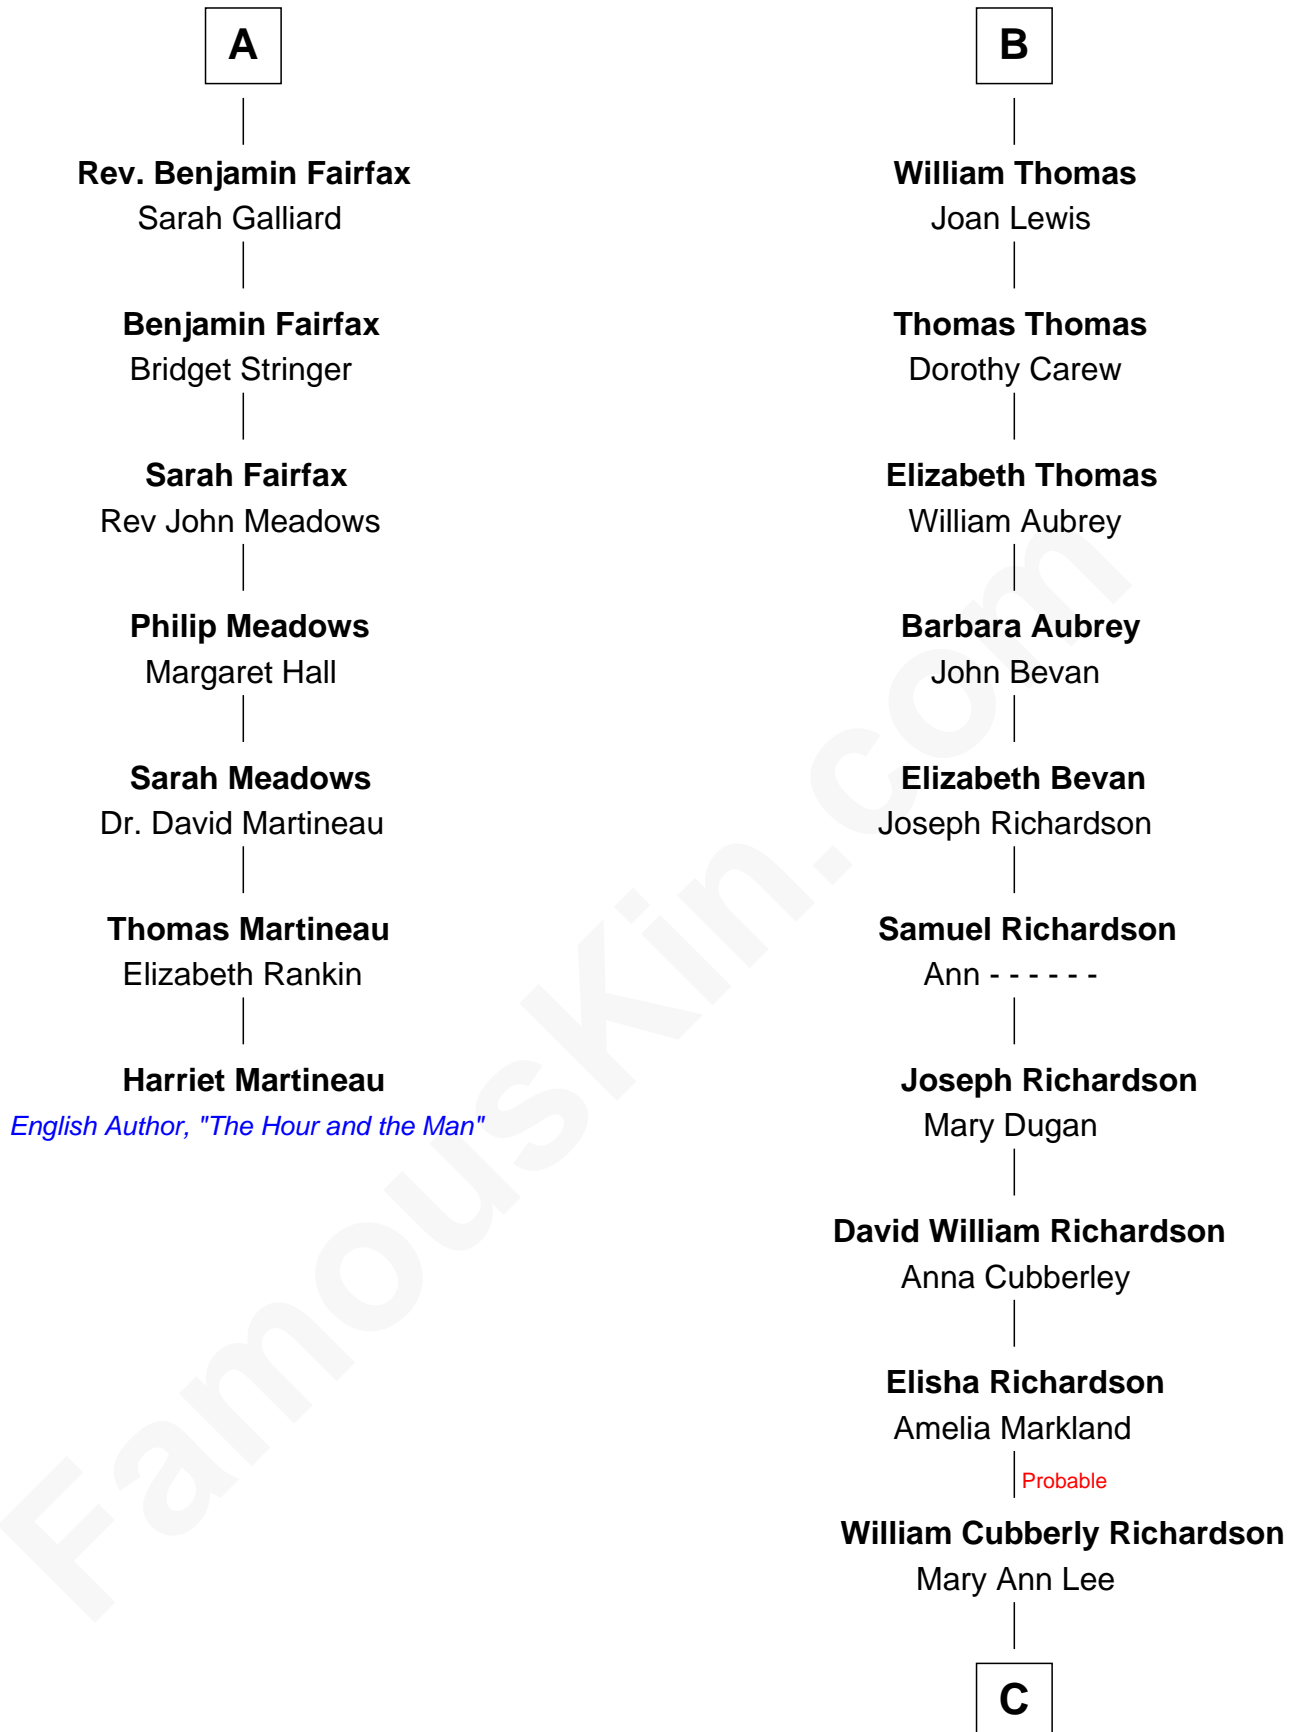 A
Rev. Benjamin Fairfax
Sarah Galliard
Benjamin Fairfax
Bridget Stringer
Sarah Fairfax
Rev John Meadows
Philip Meadows
Margaret Hall
Sarah Meadows
Dr. David Martineau
Thomas Martineau
Elizabeth Rankin
Harriet Martineau
English Author, "The Hour and the Man"
B
William Thomas
Joan Lewis
Thomas Thomas
Dorothy Carew
Elizabeth Thomas
William Aubrey
Barbara Aubrey
John Bevan
Elizabeth Bevan
Joseph Richardson
Samuel Richardson
Ann - - - - - -
Joseph Richardson
Mary Dugan
David William Richardson
Anna Cubberley
Elisha Richardson
Amelia Markland
Probable
William Cubberly Richardson
Mary Ann Lee
C
FamousKin.com